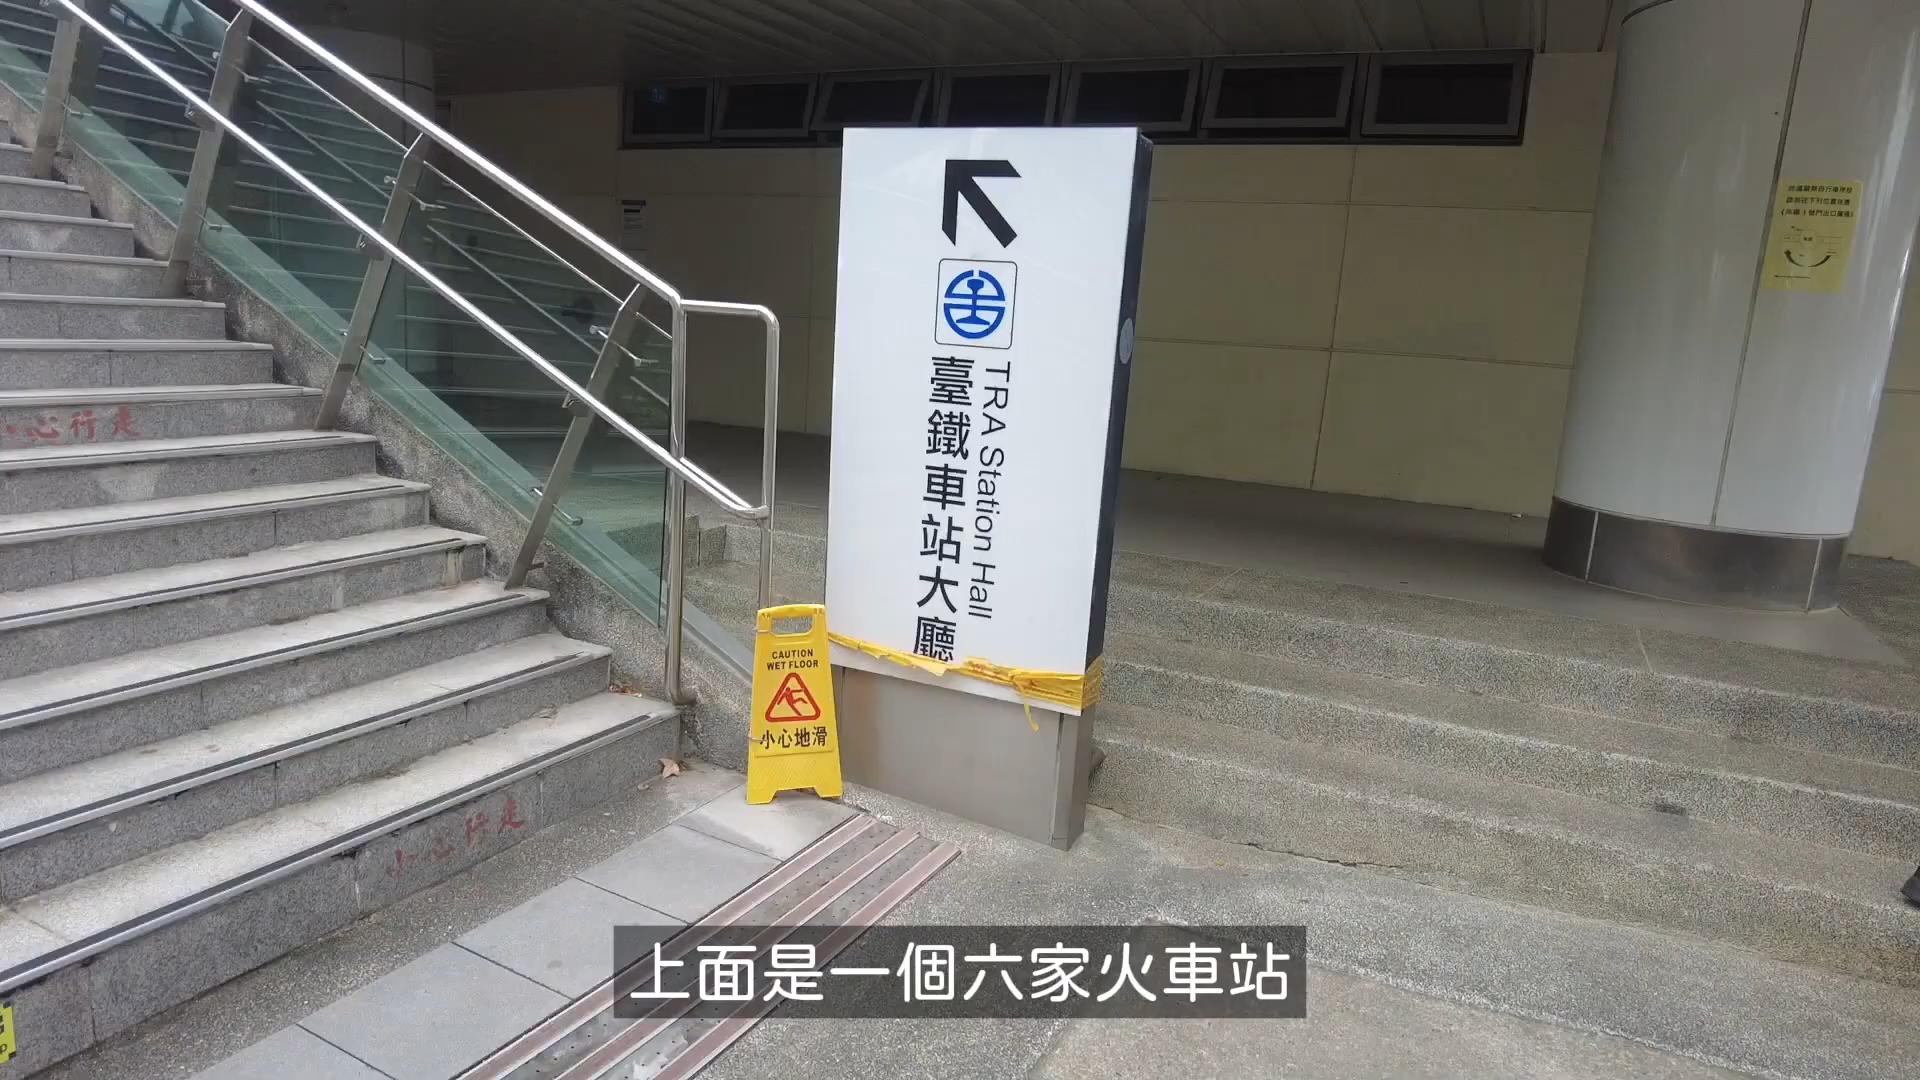 臺鐵車站大廳
TRA Station Hall
CAUTION
WET FLOOR
小心地滑
小心行走
小心行走
上面是一個六家火車站